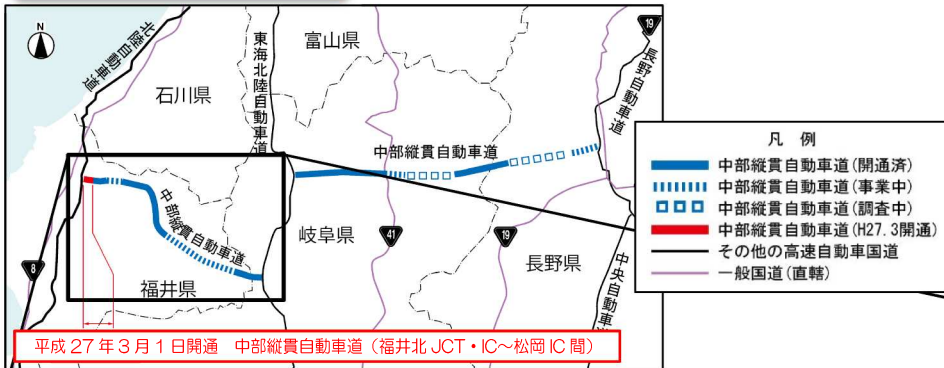 N
北陸自動車道
石川県
東海北陸自動車道
富山県
19
長野自動車道
中部縦貫自動車道
中部縦貫自動車道
岐阜県
41
19
長野県
中央自動車道
8
福井県
凡 例
中部縦貫自動車道(開通済)
中部縦貫自動車道(事業中)
中部縦貫自動車道(調査中)
中部縦貫自動車道(H27.3開通)
その他の高速自動車国道
一般国道(直轄)
平成27年3月1日開通 中部縦貫自動車道（福井北JCT・IC～松岡IC間）